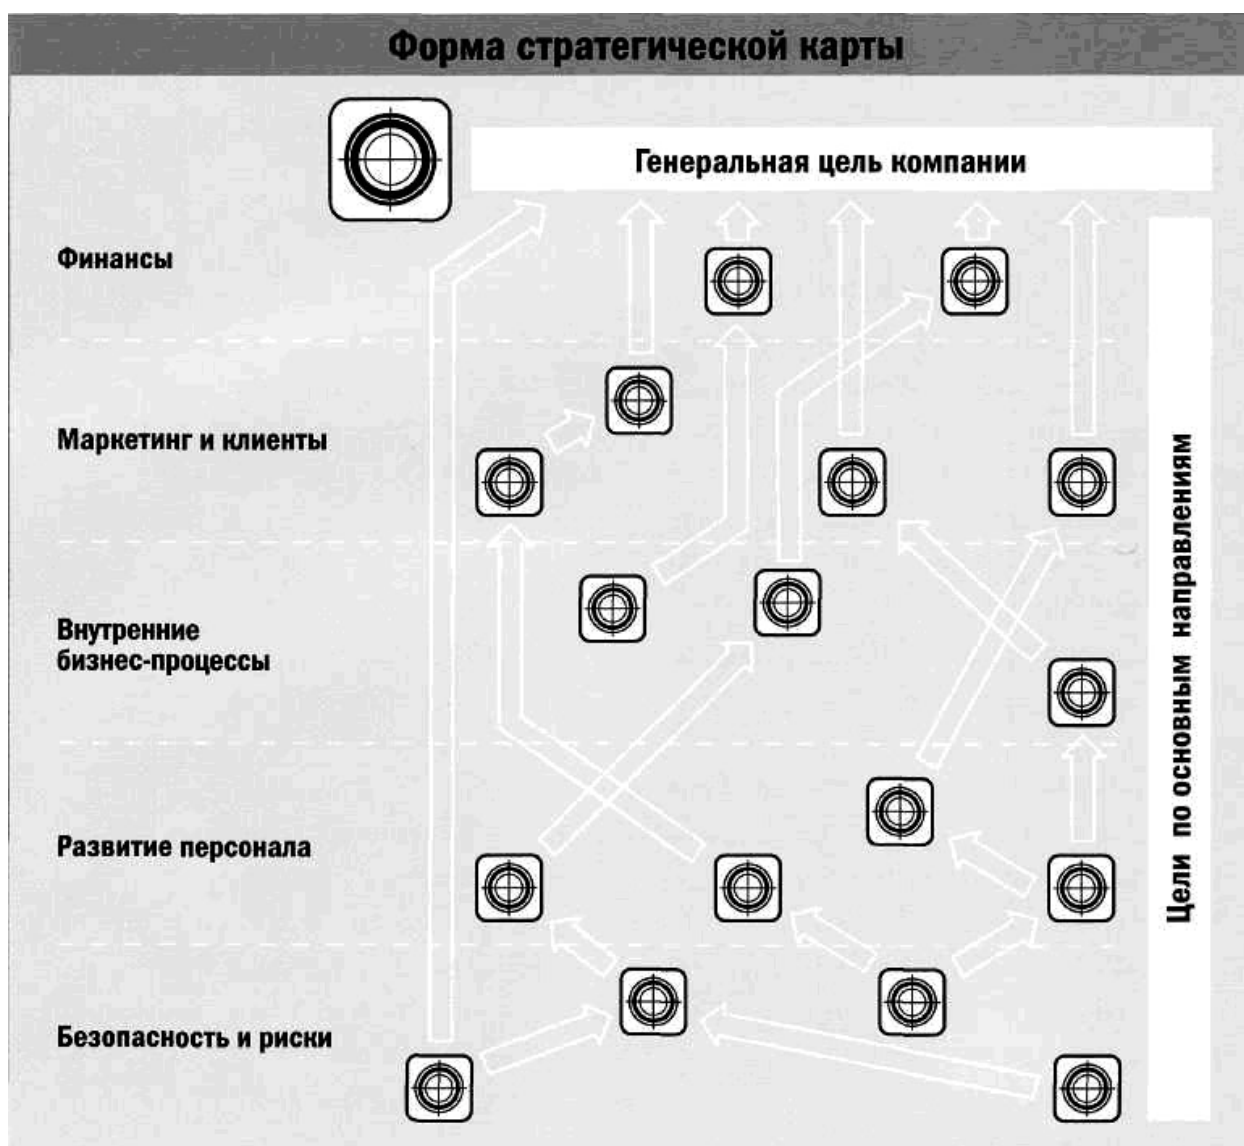 Форма стратегической карты
Генеральная цель компании
Финансы
Маркетинг и клиенты
Внутренние
бизнес-процессы
Развитие персонала
Безопасность и риски
Цели по основным направлениям